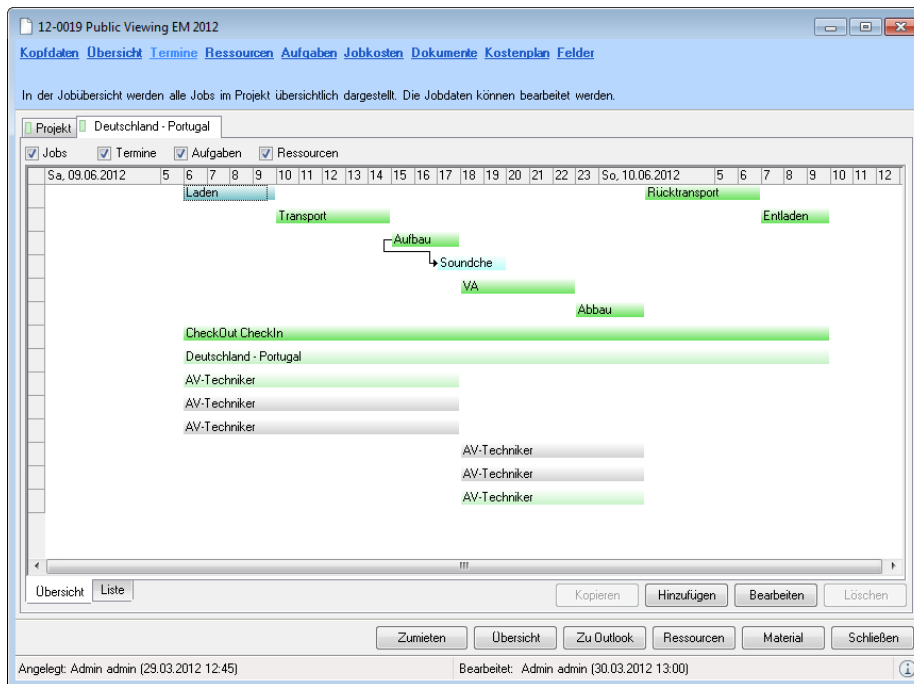 12-0019 Public Viewing EM 2012
Kopfdaten Übersicht Termine Ressourcen Aufgaben Jobkosten Dokumente Kostenplan Felder
In der Jobübersicht werden alle Jobs im Projekt übersichtlich dargestellt. Die Jobdaten können bearbeitet werden.
Projekt Deutschland - Portugal
Jobs Termine Aufgaben Ressourcen
Sa, 09.06.2012 5 6 7 8 9 10 11 12 13 14 15 16 17 18 19 20 21 22 23 So, 10.06.2012 5 6 7 8 9 10 11 12
Laden Rücktransport
Transport Entladen
Aufbau
Soundche
VA
Abbau
CheckOut CheckIn
Deutschland - Portugal
AV-Techniker
AV-Techniker
AV-Techniker
AV-Techniker
AV-Techniker
AV-Techniker
Übersicht Liste Kopieren Hinzufügen Bearbeiten Löschen
Zumieten Übersicht Zu Outlook Ressourcen Material Schließen
Angelegt: Admin admin (29.03.2012 12:45) Bearbeitet: Admin admin (30.03.2012 13:00)